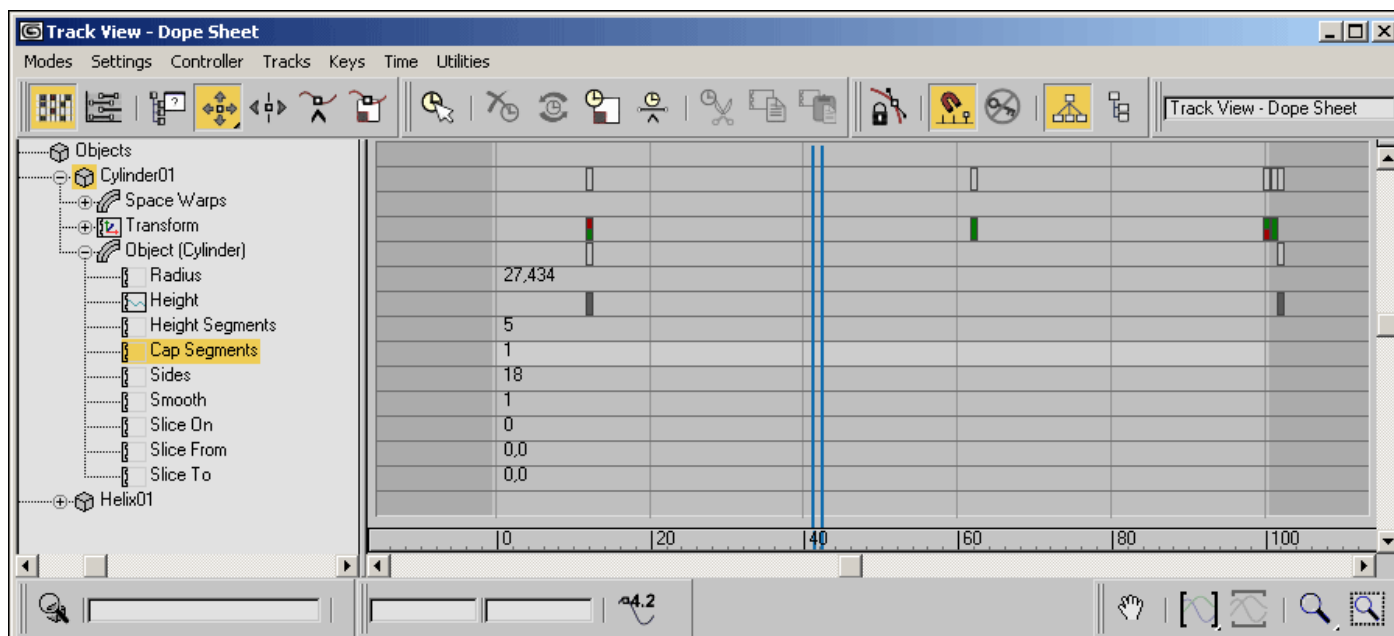 Track View - Dope Sheet
Modes Settings Controller Tracks Keys Time Utilities
Track View - Dope Sheet
Objects
Cylinder01
Space Warps
Transform
Object (Cylinder)
Radius 27,434
Height
Height Segments 5
Cap Segments 1
Sides 18
Smooth 1
Slice On 0
Slice From 0,0
Slice To 0,0
Helix01
0 20 40 60 80 100
4.2